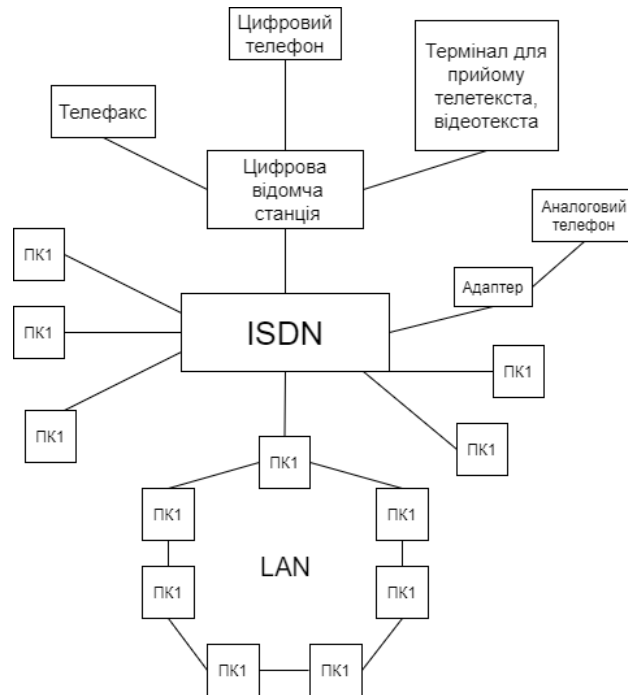 Цифровий
телефон
Термінал для
прийому
телетекста,
відеотекста
Телефакс
Цифрова
відомча
станція
Аналоговий
телефон
ПК1
Адаптер
ISDN
ПК1
ПК1
ПК1
ПК1
ПК1
ПК1
ПК1
ПК1
LAN
ПК1
ПК1
ПК1
ПК1